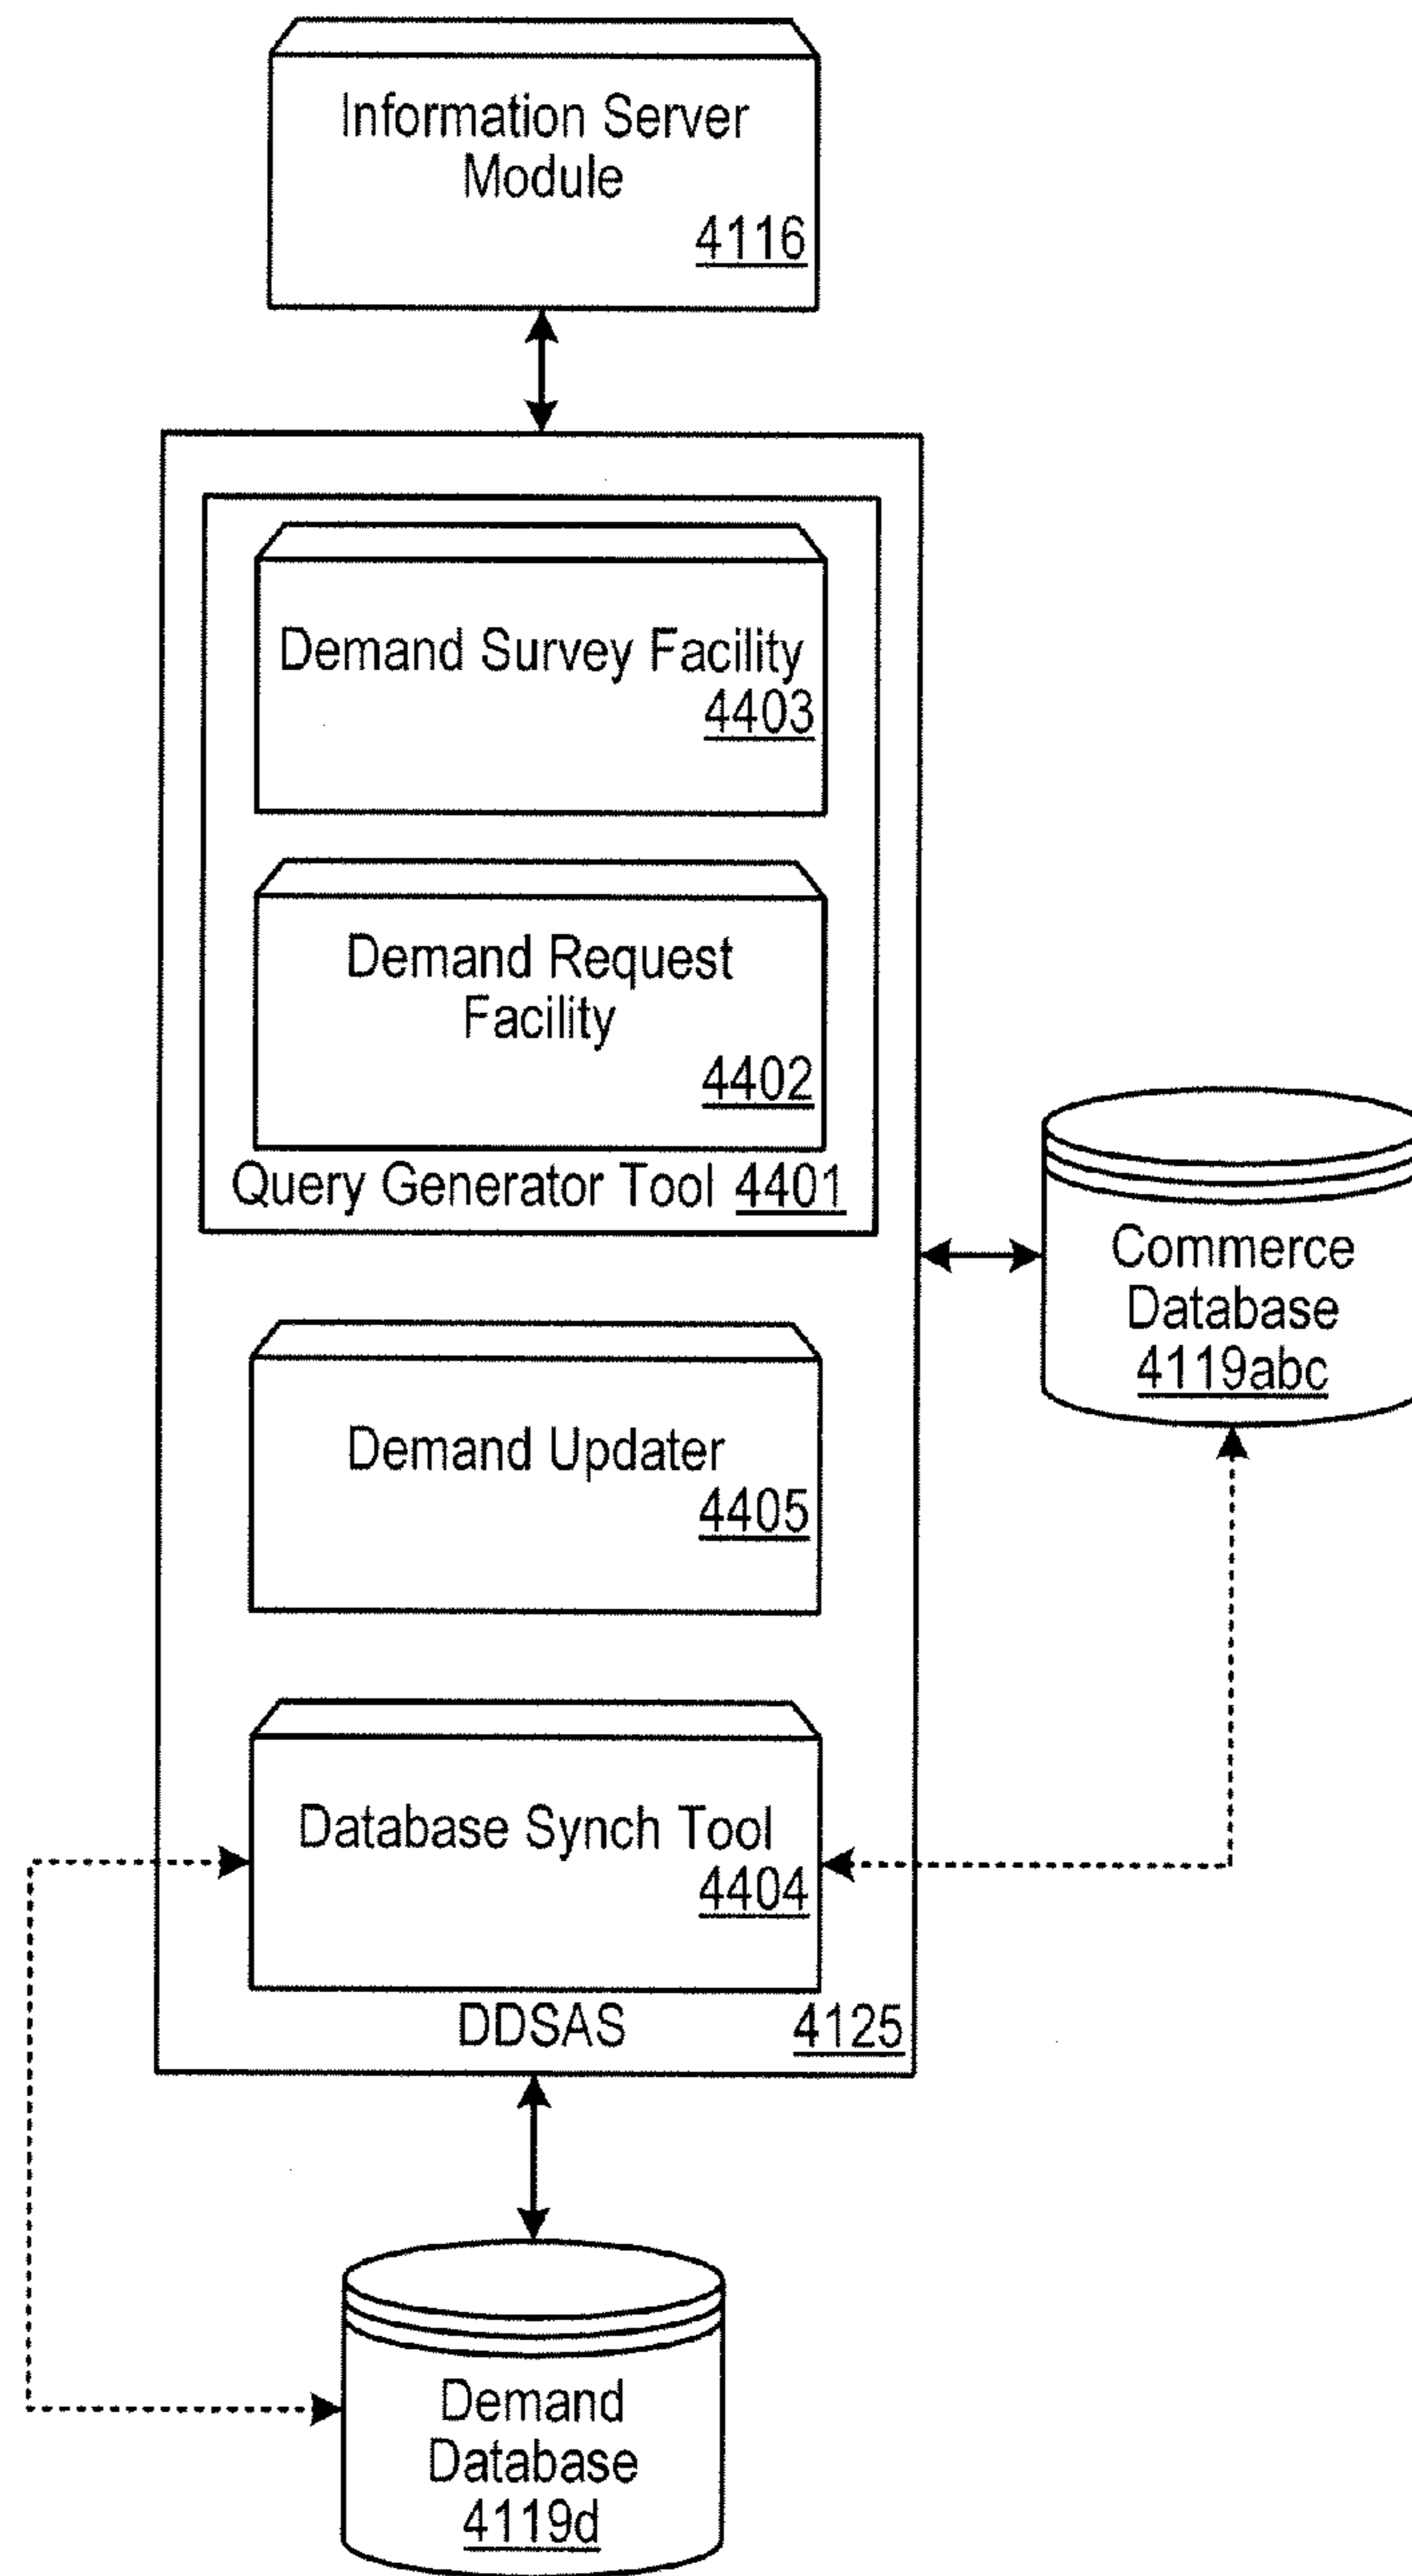 Information Server
Module
4116
Demand Survey Facility
4403
Demand Request
Facility
4402
Query Generator Tool 4401
Commerce
Database
4119abc
Demand Updater
4405
Database Synch Tool
4404
DDSAS 4125
Demand
Database
4119d